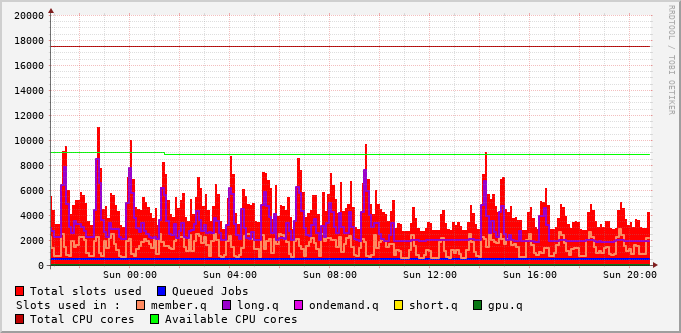 20000
18000
16000
14000
12000
10000
8000
6000
4000
2000
0
Sun 00:00 Sun 04:00 Sun 08:00 Sun 12:00 Sun 16:00 Sun 20:00
Total slots used Queued Jobs
Slots used in : member.q long.q ondemand.q short.q gpu.q
Total CPU cores Available CPU cores
RRDTOOL / TOBI OETIKER